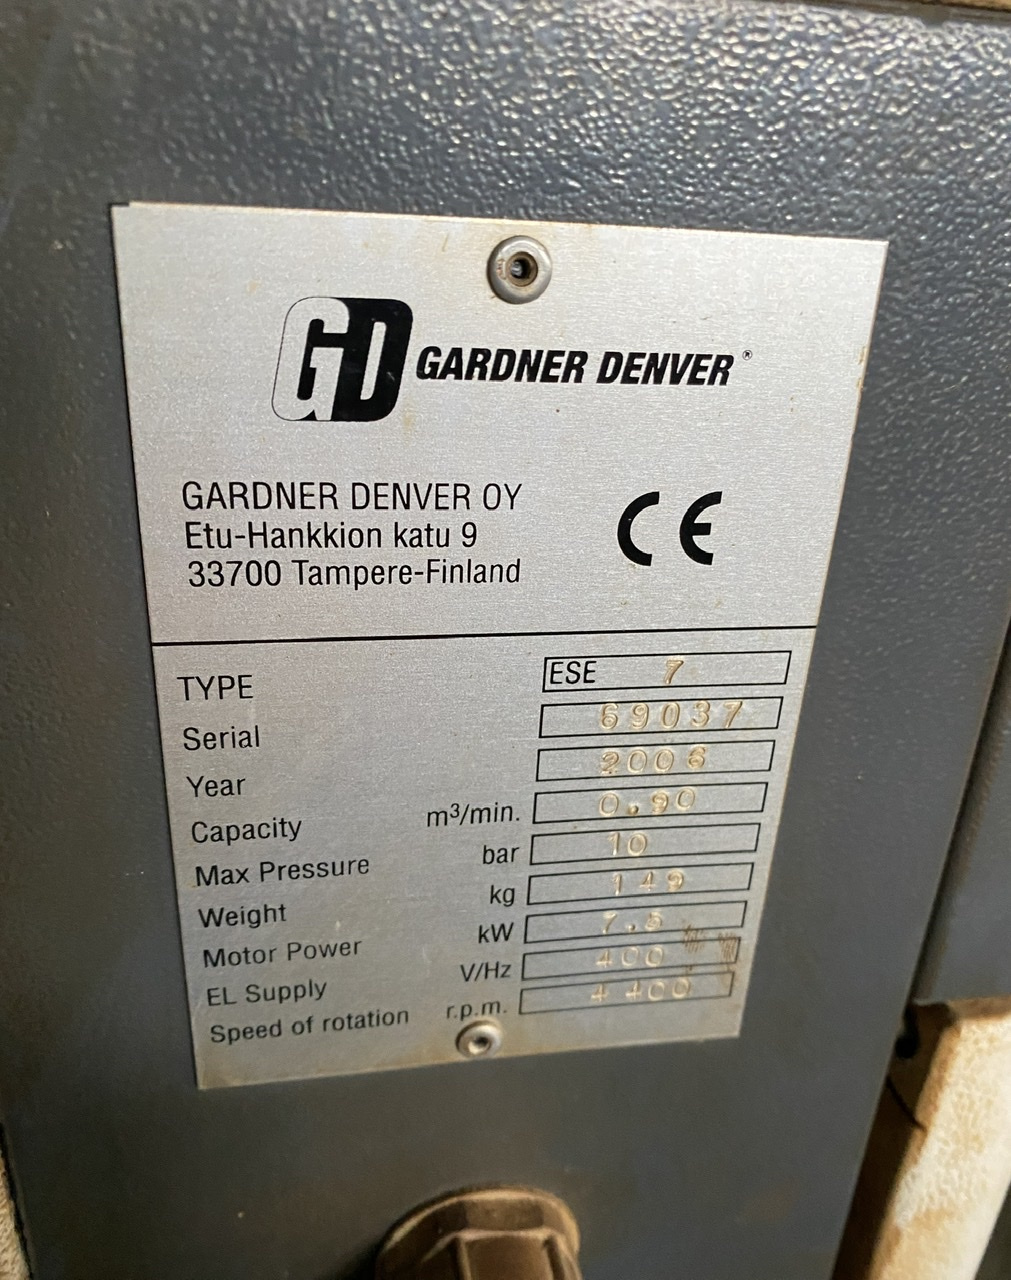 GD GARDNER DENVER®
GARDNER DENVER OY
Etu-Hankkion katu 9
33700 Tampere-Finland
CE
TYPE ESE 7
Serial 69037
Year 2006
Capacity m³/min. 0.90
Max Pressure bar 10
Weight kg 149
Motor Power kW 7.5
EL Supply V/Hz 400
Speed of rotation r.p.m. 4400